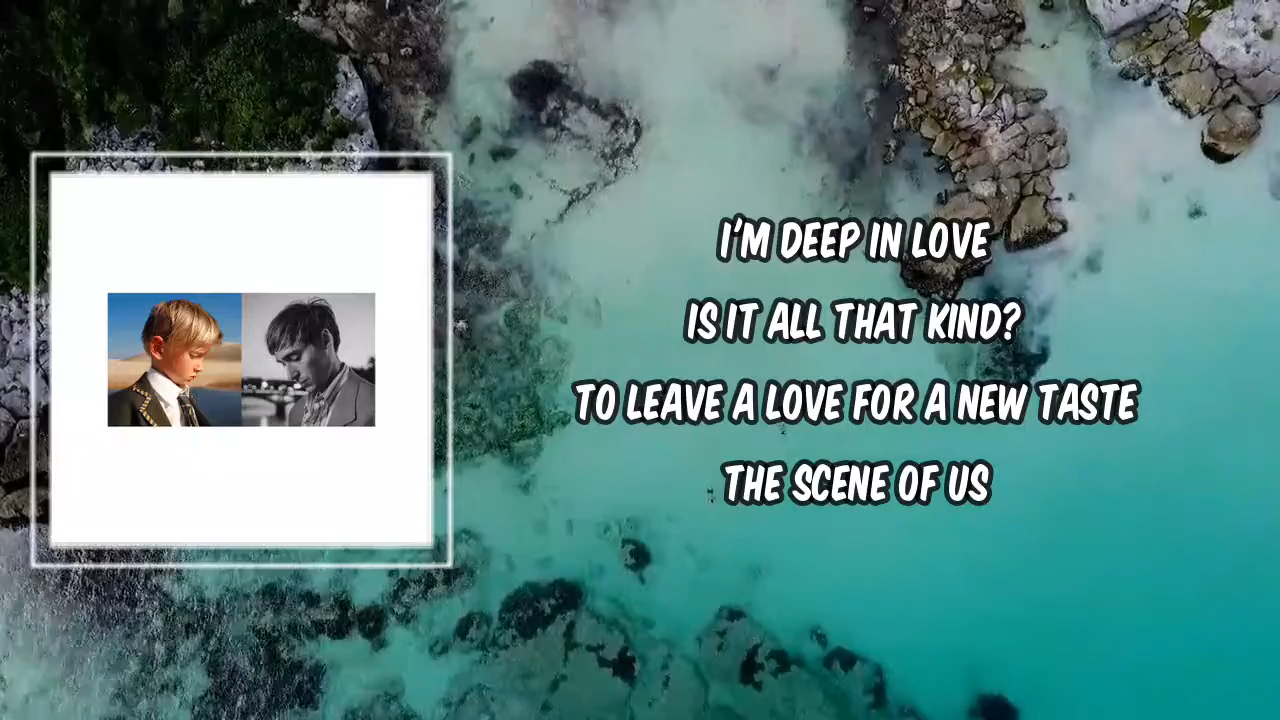 I'M DEEP IN LOVE
IS IT ALL THAT KIND?
TO LEAVE A LOVE FOR A NEW TASTE
THE SCENE OF US